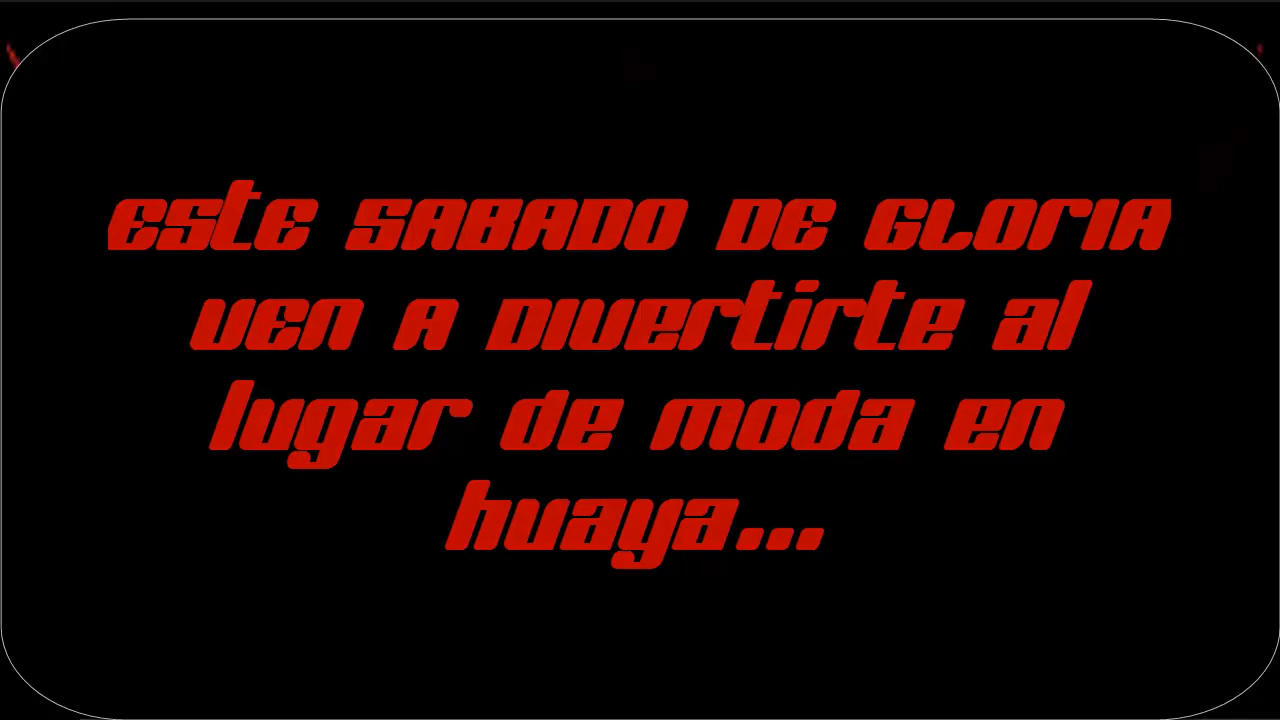 ESTE SABADO DE GLORIA
VEN A DIVERTIRTE al
lugar de moda en
huaya...